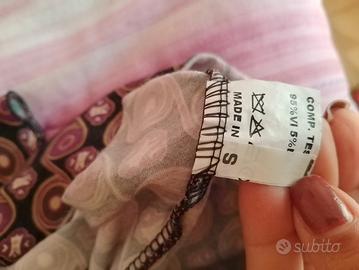 COMP. TES
95%VI 5%
MADE IN
S
subito